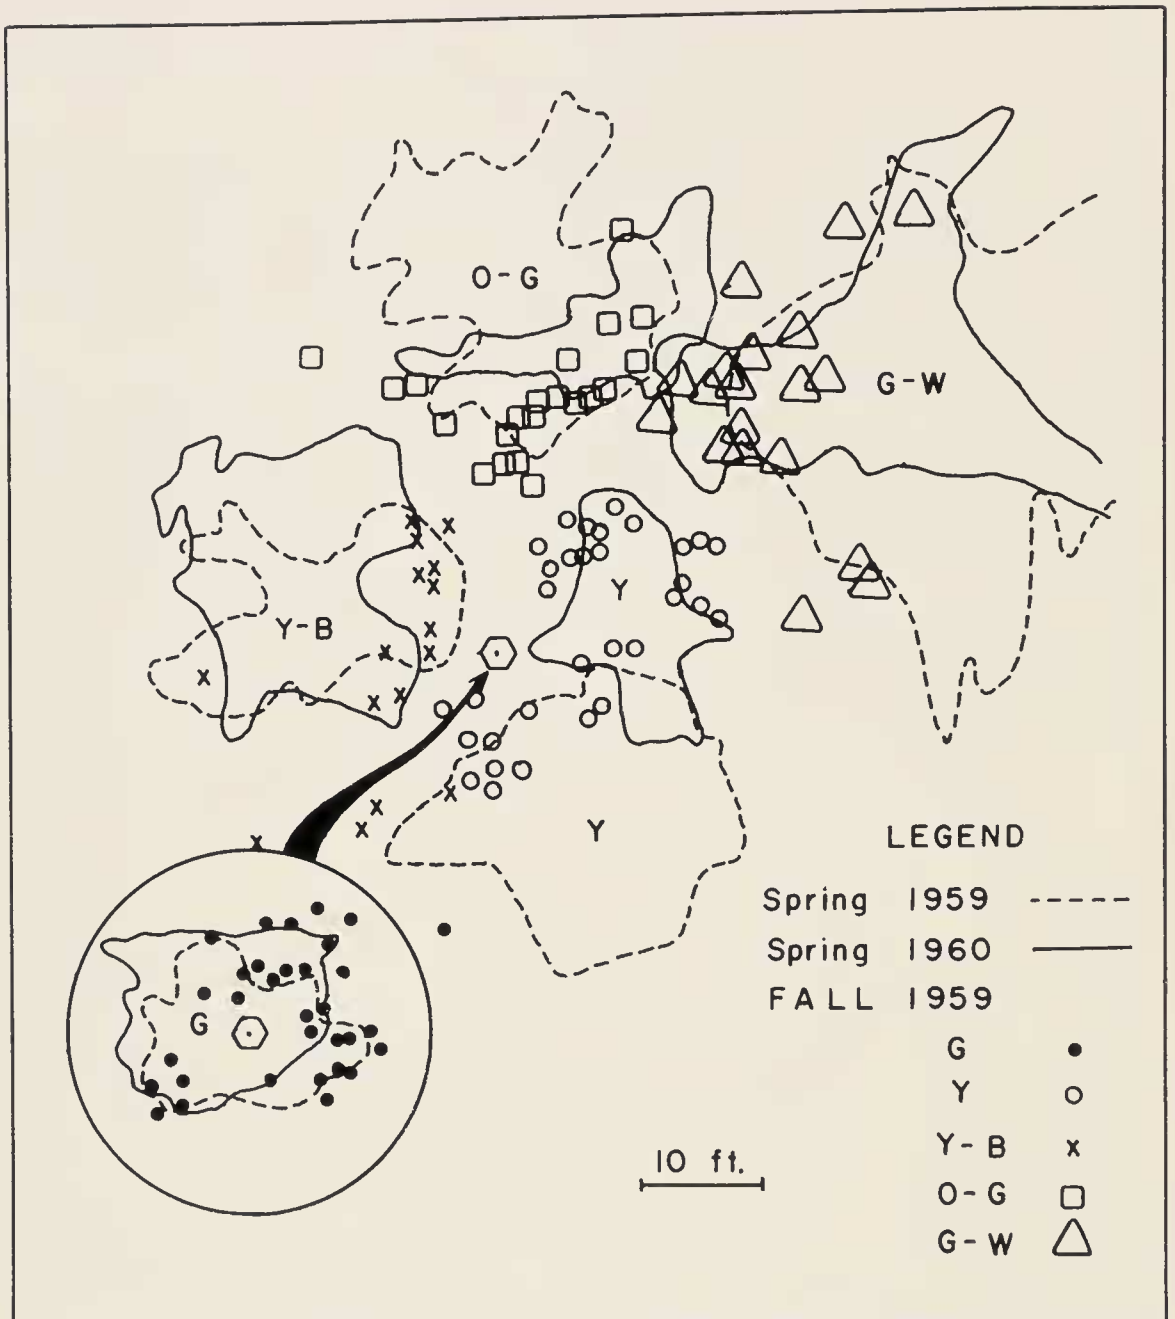 O-G
G-W
Y
Y-B
Y
G
LEGEND
Spring 1959
Spring 1960
FALL 1959
G
Y
Y-B
x
O-G
G-W
10 ft.